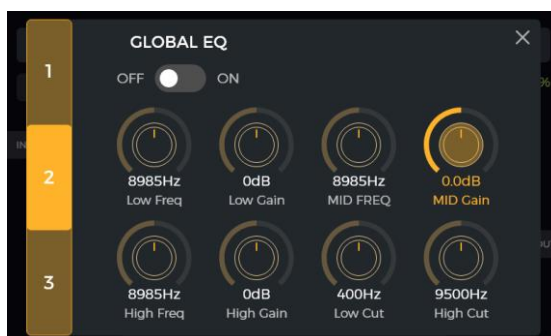 GLOBAL EQ
OFF ON
1
2
3
8985Hz 0dB 8985Hz 0.0dB
Low Freq Low Gain MID FREQ MID Gain
8985Hz 0dB 400Hz 9500Hz
High Freq High Gain Low Cut High Cut
IN
%